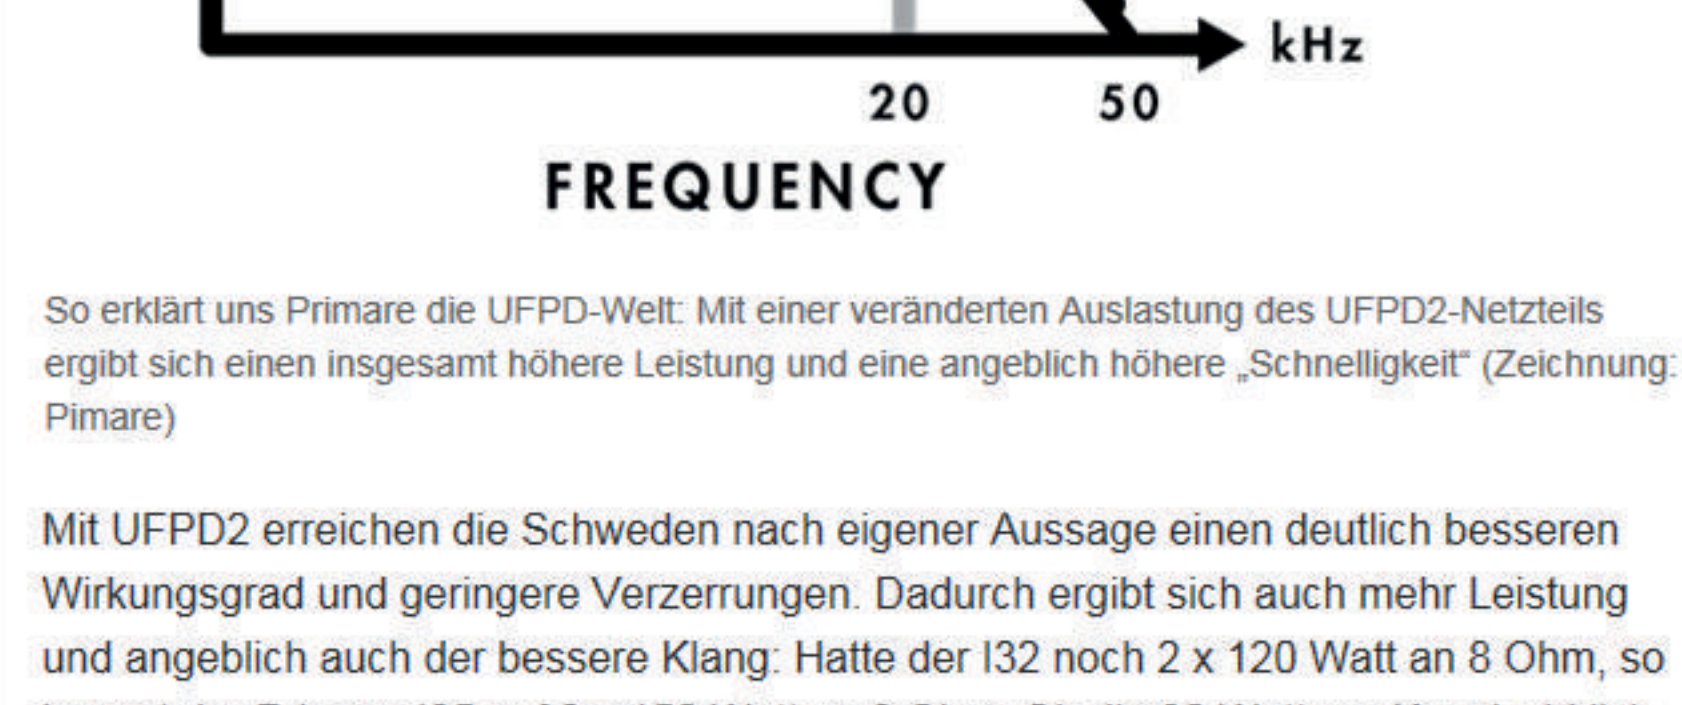 kHz
20 50
FREQUENCY
So erklärt uns Primare die UFPD-Welt: Mit einer veränderten Auslastung des UFPD2-Netzteils
ergibt sich einen insgesamt höhere Leistung und eine angeblich höhere „Schnelligkeit“ (Zeichnung:
Pimare)
Mit UFPD2 erreichen die Schweden nach eigener Aussage einen deutlich besseren
Wirkungsgrad und geringere Verzerrungen. Dadurch ergibt sich auch mehr Leistung
und angeblich auch der bessere Klang: Hatte der I32 noch 2 x 120 Watt an 8 Ohm, so